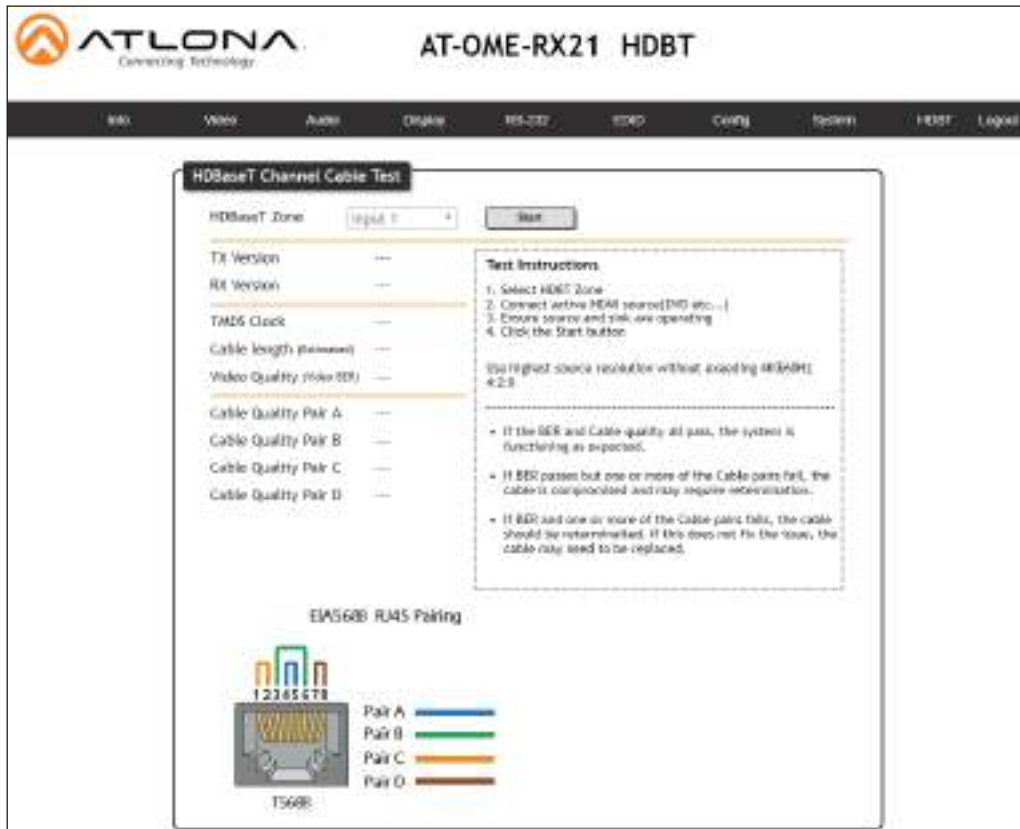 ATLONA
Connecting Technology
AT-OME-RX21 HDBT
Info Video Audio Display RS-232 EDID Config System HDBT Logout
HDBaseT Channel Cable Test
HDBaseT Zone Input 1 Start
TX Version ---
RX Version ---
TMDS Clock ---
Cable length (Estimated) ---
Video Quality (Video BER) ---
Cable Quality Pair A ---
Cable Quality Pair B ---
Cable Quality Pair C ---
Cable Quality Pair D ---
Test Instructions
1. Select HDBT Zone
2. Connect active HDMI source(DVD etc...)
3. Ensure source and sink are operating
4. Click the Start button
Use highest source resolution without exceeding 4K 60Hz
4:2:0
• If the BER and Cable quality all pass, the system is
functioning as expected.
• If BER passes but one or more of the Cable pairs fail, the
cable is compromised and may require retermination.
• If BER and one or more of the Cable pairs fails, the cable
should be reterminated. If this does not fix the issue, the
cable may need to be replaced.
EIA568B RJ45 Pairing
12345678
Pair A
Pair B
Pair C
Pair D
T568B